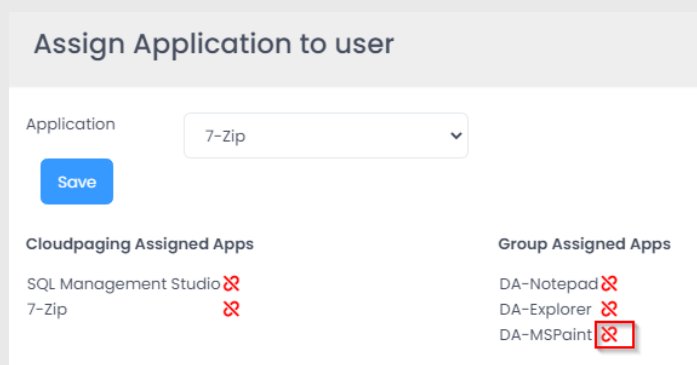 Assign Application to user
Application
7-Zip
Save
Cloudpaging Assigned Apps
SQL Management Studio
7-Zip
Group Assigned Apps
DA-Notepad
DA-Explorer
DA-MSPaint